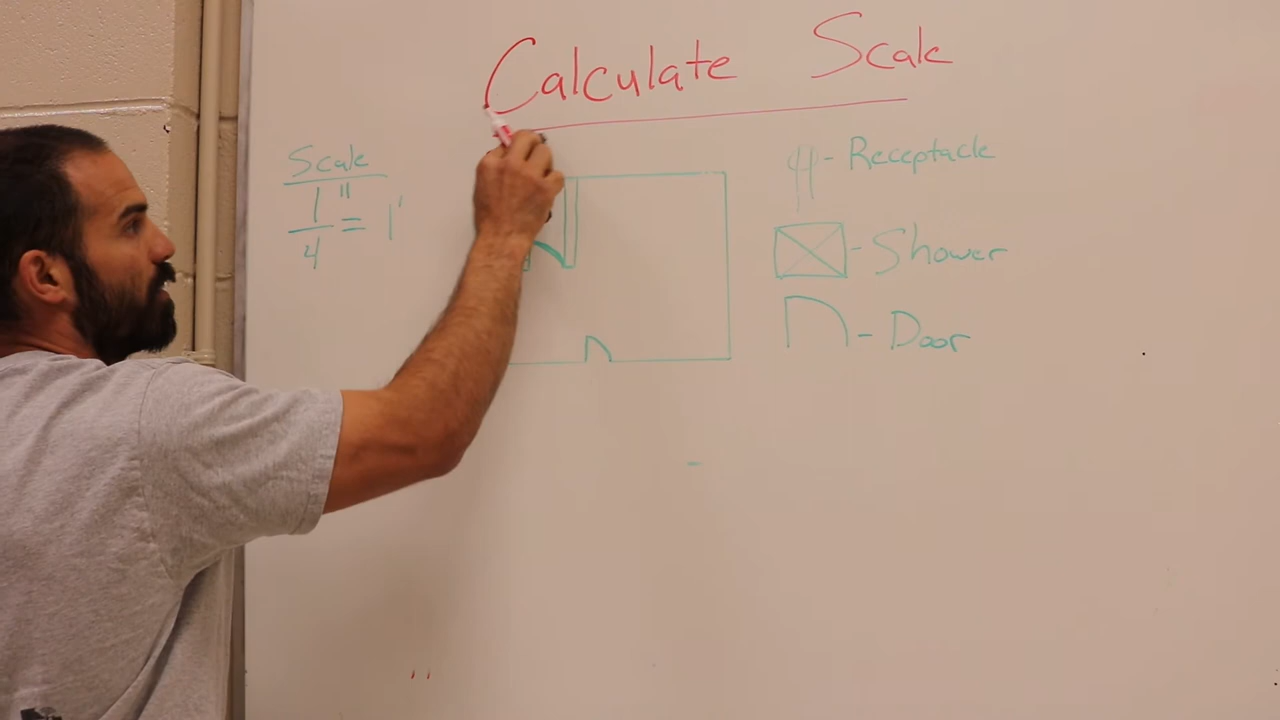 Calculate Scale
Scale
1"
4 = 1'
- Receptacle
- Shower
- Door